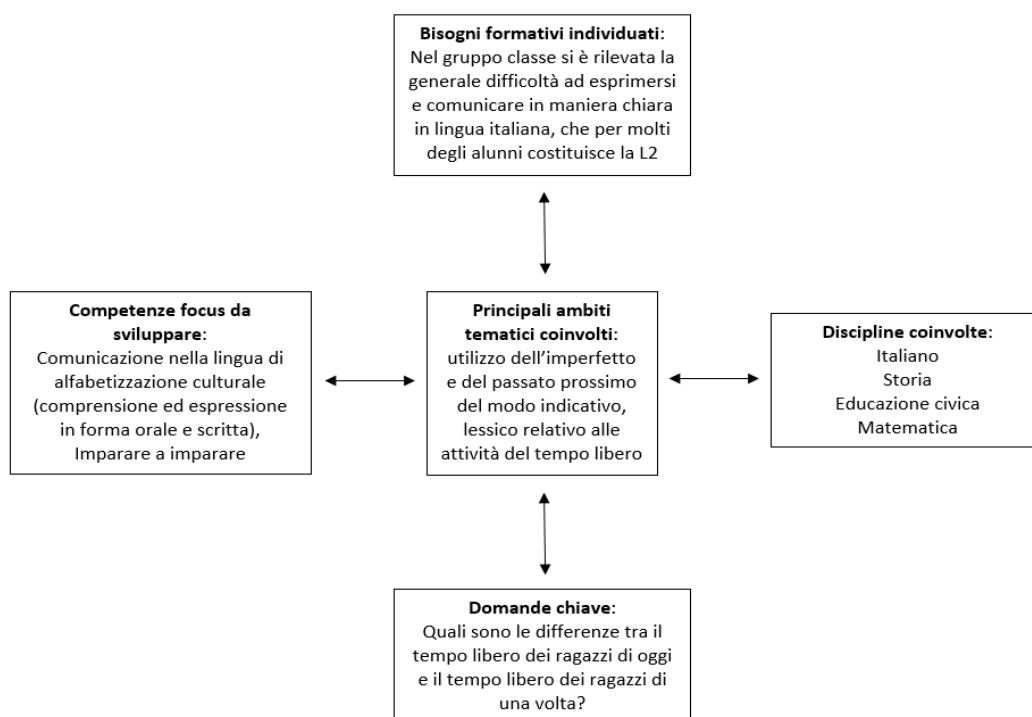 Bisogni formativi individuati:
Nel gruppo classe si è rilevata la
generale difficoltà ad esprimersi
e comunicare in maniera chiara
in lingua italiana, che per molti
degli alunni costituisce la L2
Competenze focus da
sviluppare:
Comunicazione nella lingua di
alfabetizzazione culturale
(comprensione ed espressione
in forma orale e scritta),
Imparare a imparare
Principali ambiti
tematici coinvolti:
utilizzo dell’imperfetto
e del passato prossimo
del modo indicativo,
lessico relativo alle
attività del tempo libero
Discipline coinvolte:
Italiano
Storia
Educazione civica
Matematica
Domande chiave:
Quali sono le differenze tra il
tempo libero dei ragazzi di oggi
e il tempo libero dei ragazzi di
una volta?